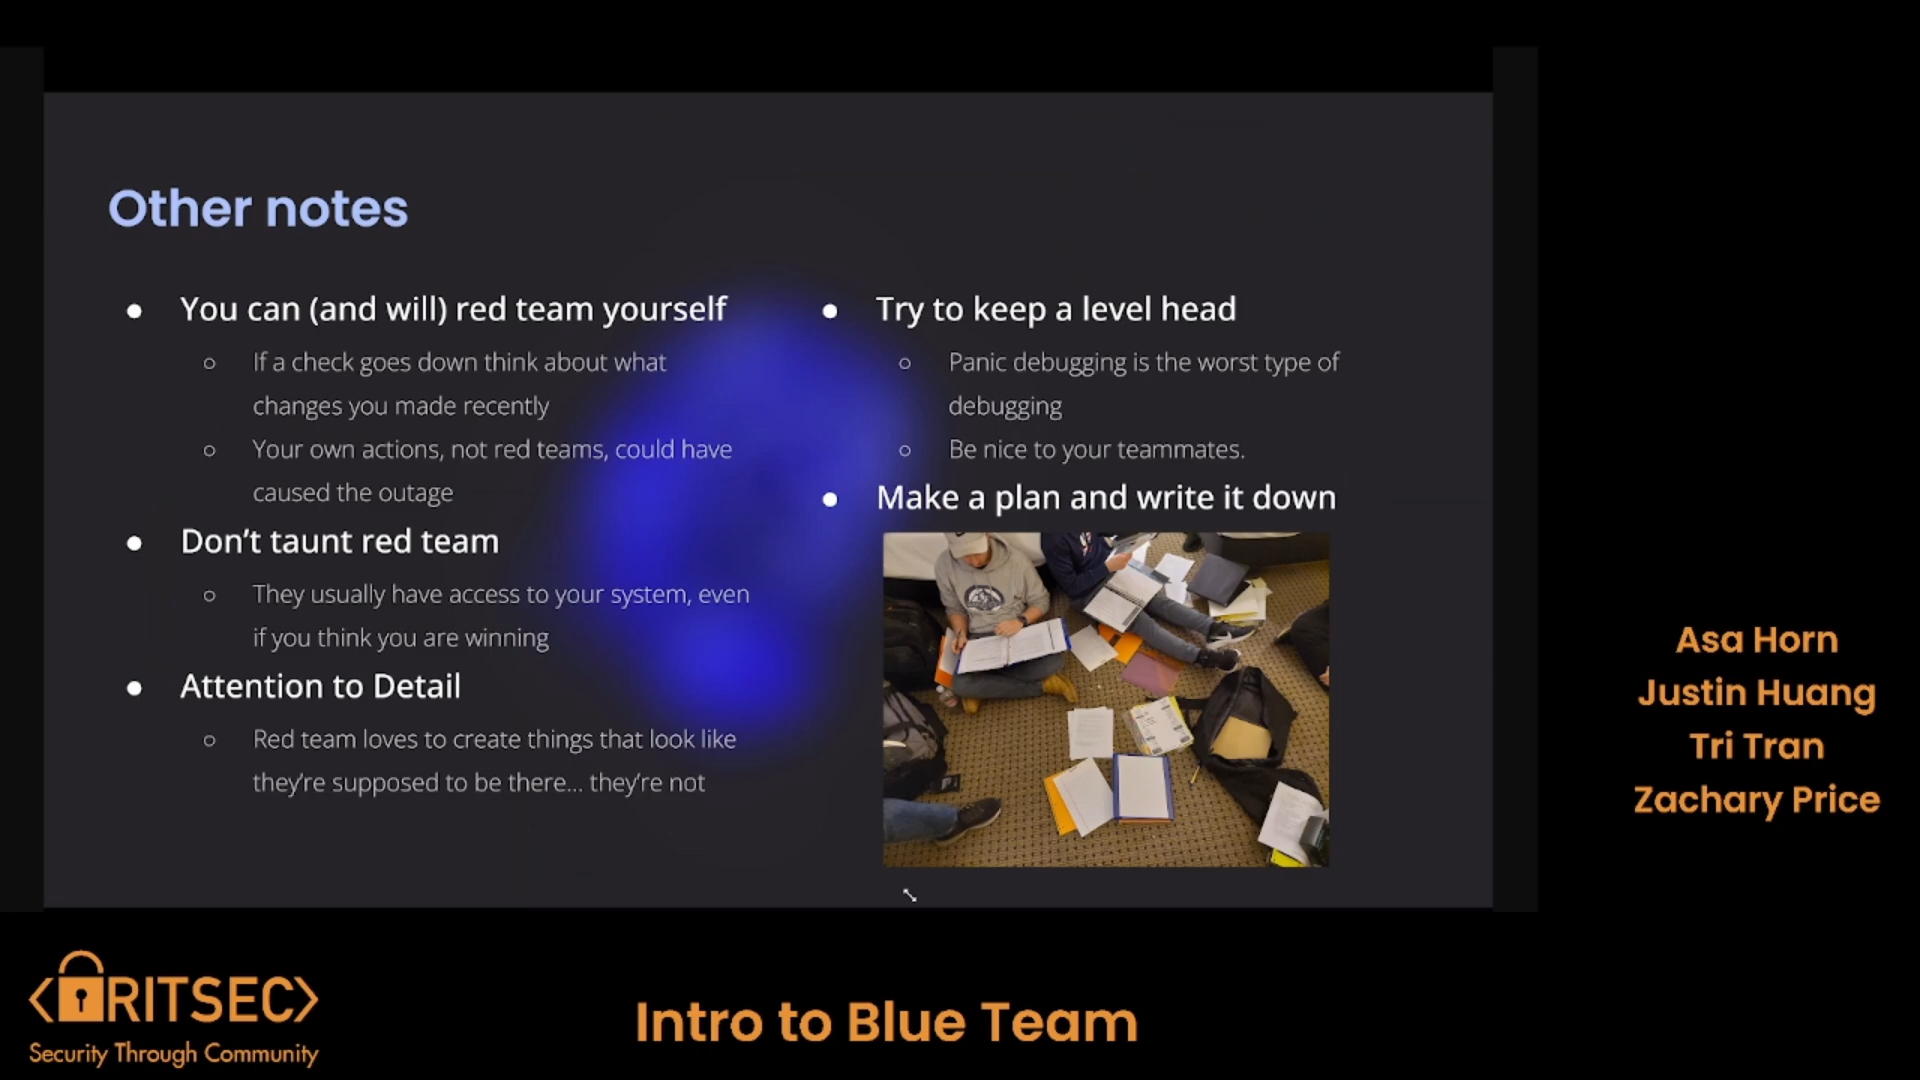 Other notes
● You can (and will) red team yourself
○ If a check goes down think about what
changes you made recently
○ Your own actions, not red teams, could have
caused the outage
● Don’t taunt red team
○ They usually have access to your system, even
if you think you are winning
● Attention to Detail
○ Red team loves to create things that look like
they’re supposed to be there... they’re not
● Try to keep a level head
○ Panic debugging is the worst type of
debugging
○ Be nice to your teammates.
● Make a plan and write it down
Asa Horn
Justin Huang
Tri Tran
Zachary Price
<RITSEC>
Security Through Community
Intro to Blue Team